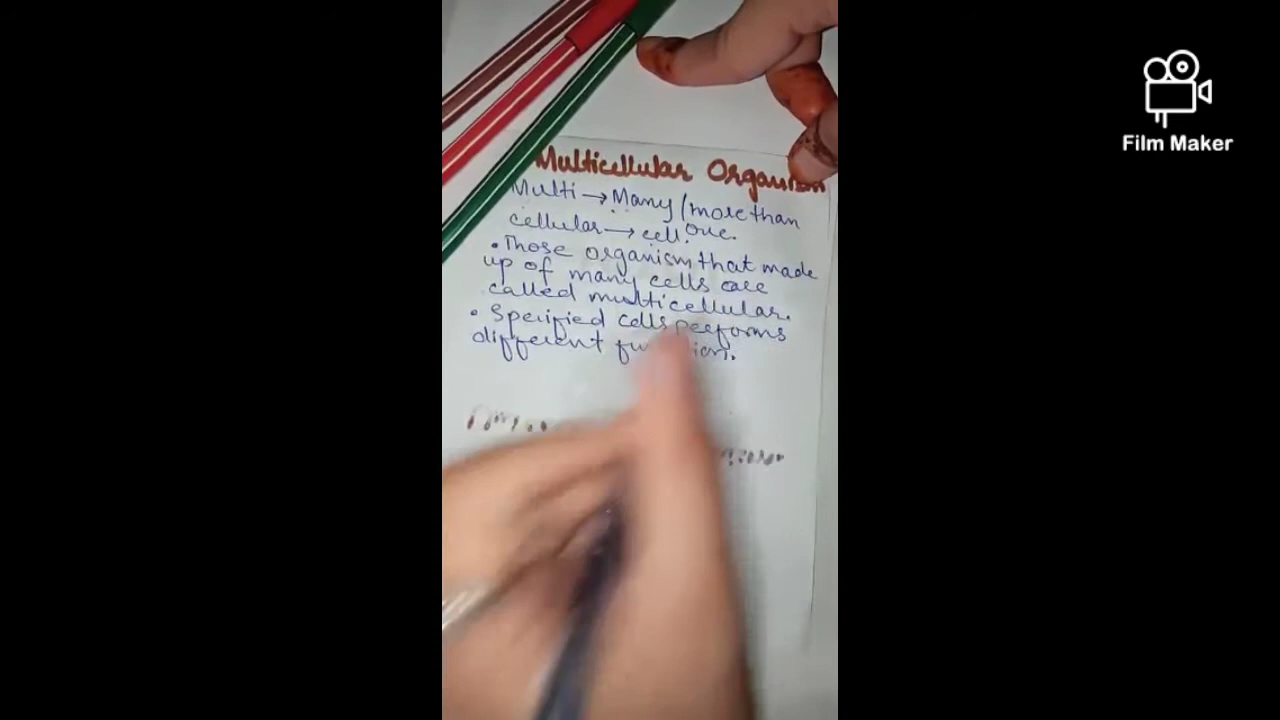 Multicellular Organism
Multi → Many / more than
cellular → cell. one.
• Those organism that made
up of many cells are
called multicellular.
• Specified cells performs
different function.
Film Maker